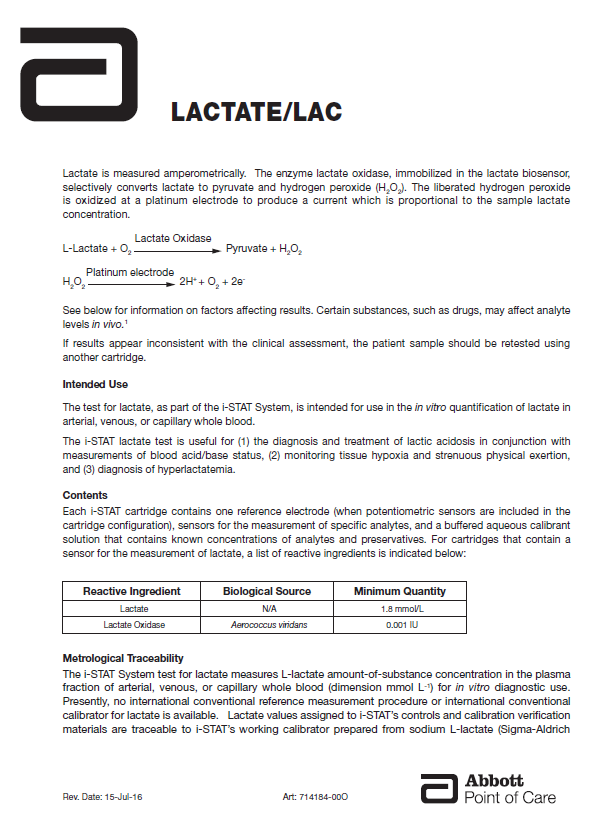 LACTATE/LAC
Lactate is measured amperometrically. The enzyme lactate oxidase, immobilized in the lactate biosensor,
selectively converts lactate to pyruvate and hydrogen peroxide (H₂O₂). The liberated hydrogen peroxide
is oxidized at a platinum electrode to produce a current which is proportional to the sample lactate
concentration.
Lactate Oxidase
L-Lactate + O₂ → Pyruvate + H₂O₂
Platinum electrode
H₂O₂ → 2H⁺ + O₂ + 2e⁻
See below for information on factors affecting results. Certain substances, such as drugs, may affect analyte
levels in vivo.¹
If results appear inconsistent with the clinical assessment, the patient sample should be retested using
another cartridge.
Intended Use
The test for lactate, as part of the i-STAT System, is intended for use in the in vitro quantification of lactate in
arterial, venous, or capillary whole blood.
The i-STAT lactate test is useful for (1) the diagnosis and treatment of lactic acidosis in conjunction with
measurements of blood acid/base status, (2) monitoring tissue hypoxia and strenuous physical exertion,
and (3) diagnosis of hyperlactatemia.
Contents
Each i-STAT cartridge contains one reference electrode (when potentiometric sensors are included in the
cartridge configuration), sensors for the measurement of specific analytes, and a buffered aqueous calibrant
solution that contains known concentrations of analytes and preservatives. For cartridges that contain a
sensor for the measurement of lactate, a list of reactive ingredients is indicated below:
Reactive Ingredient Biological Source Minimum Quantity
Lactate N/A 1.8 mmol/L
Lactate Oxidase Aerococcus viridans 0.001 IU
Metrological Traceability
The i-STAT System test for lactate measures L-lactate amount-of-substance concentration in the plasma
fraction of arterial, venous, or capillary whole blood (dimension mmol L⁻¹) for in vitro diagnostic use.
Presently, no international conventional reference measurement procedure or international conventional
calibrator for lactate is available. Lactate values assigned to i-STAT's controls and calibration verification
materials are traceable to i-STAT's working calibrator prepared from sodium L-lactate (Sigma-Aldrich
Rev. Date: 15-Jul-16 Art: 714184-00O
Abbott
Point of Care